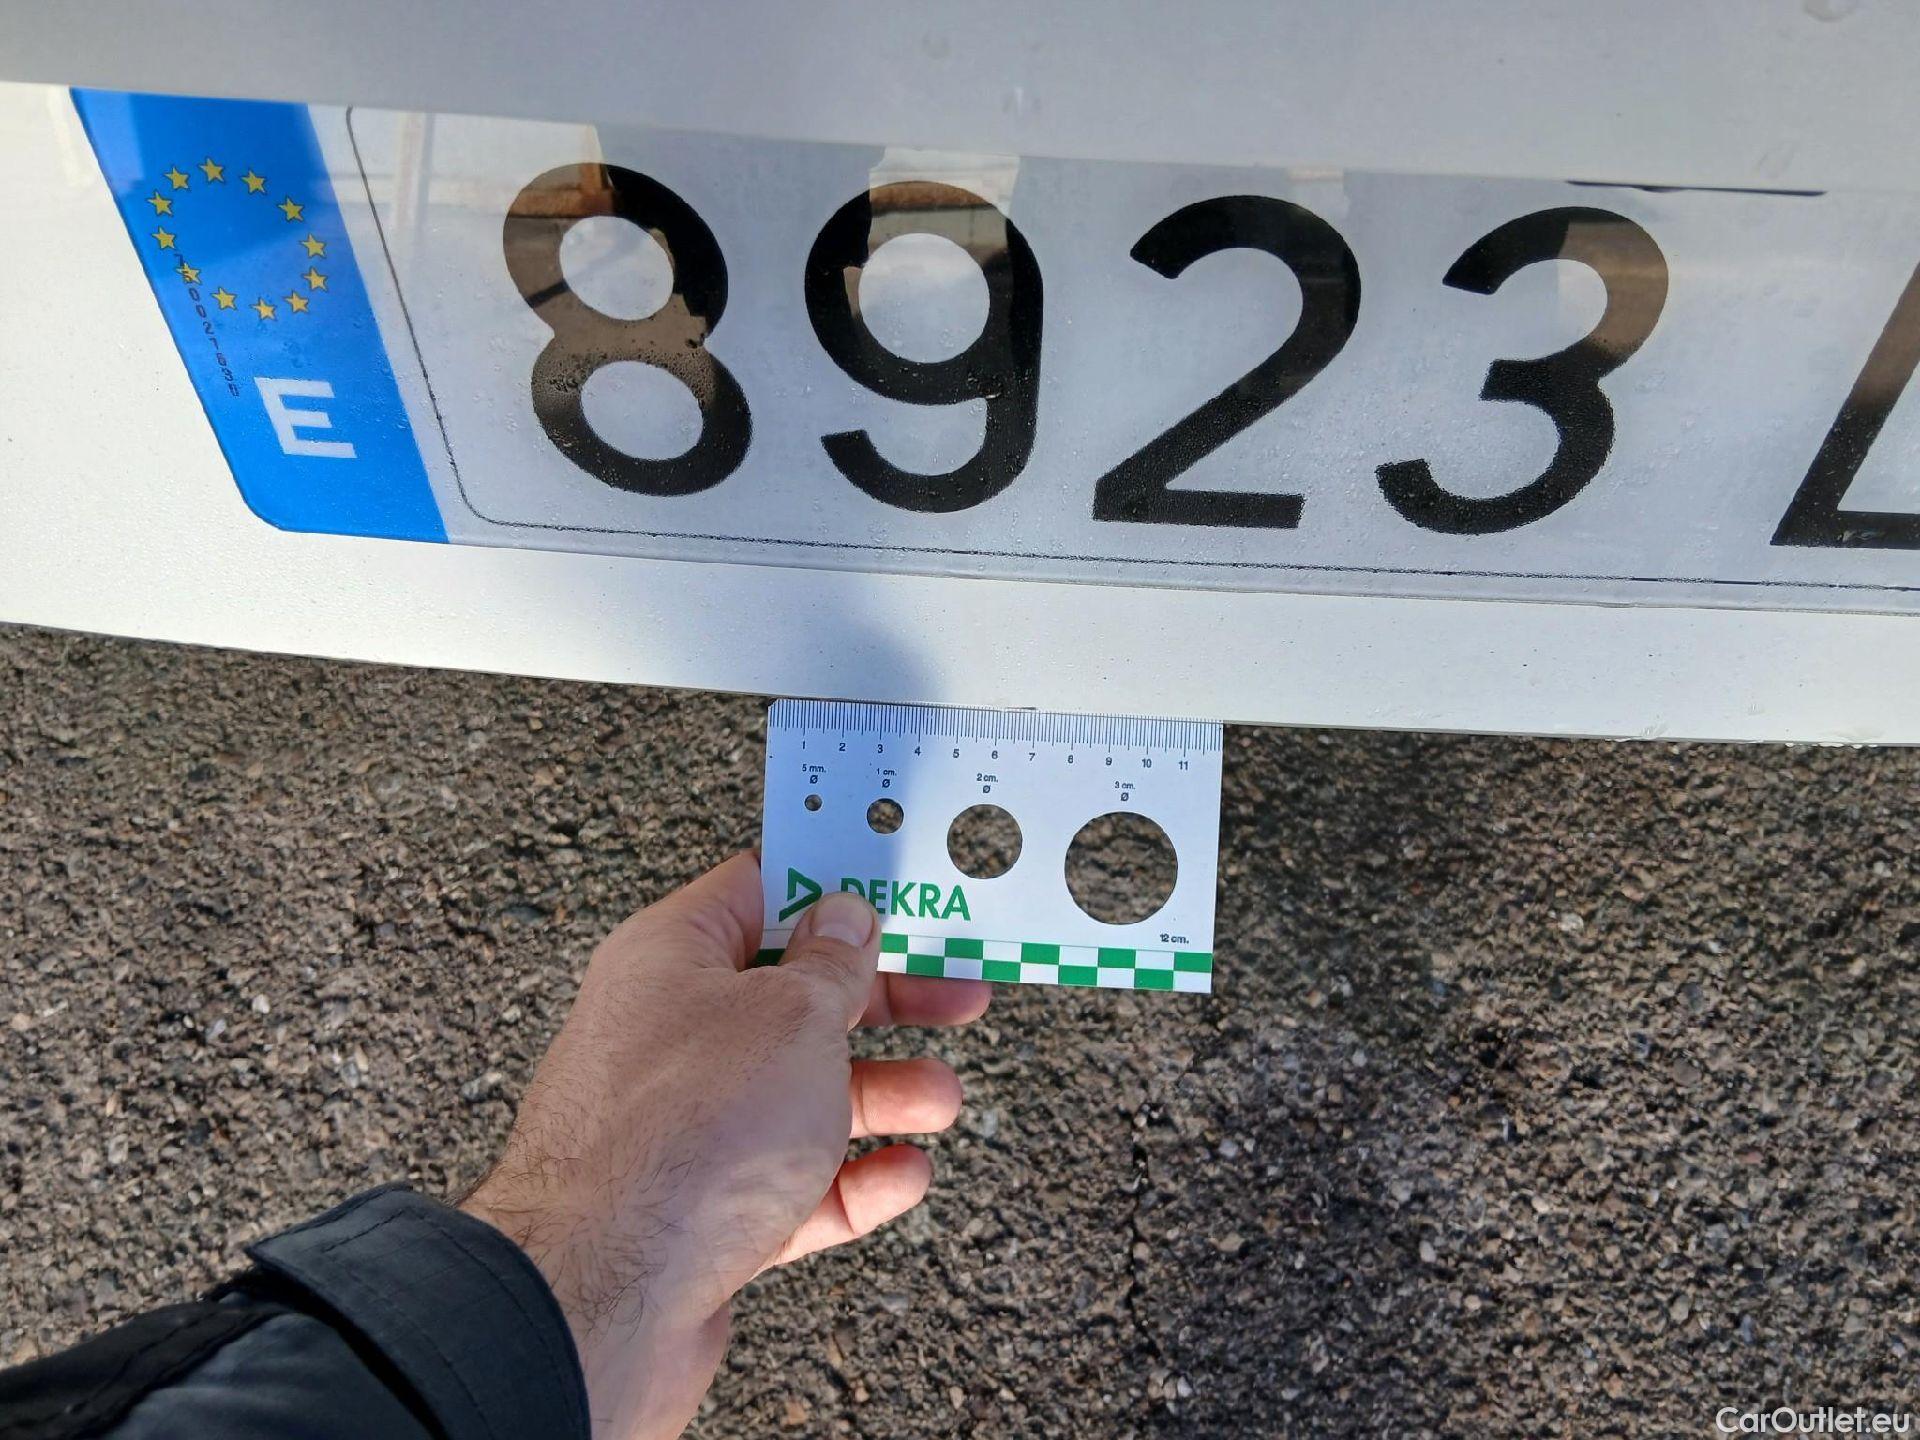 E
8923 L
1 2 3 4 5 6 7 8 9 10 11
5 mm. 1 cm. 2 cm. 3 cm.
Ø Ø Ø Ø
DEKRA
12 cm.
CarOutlet.eu